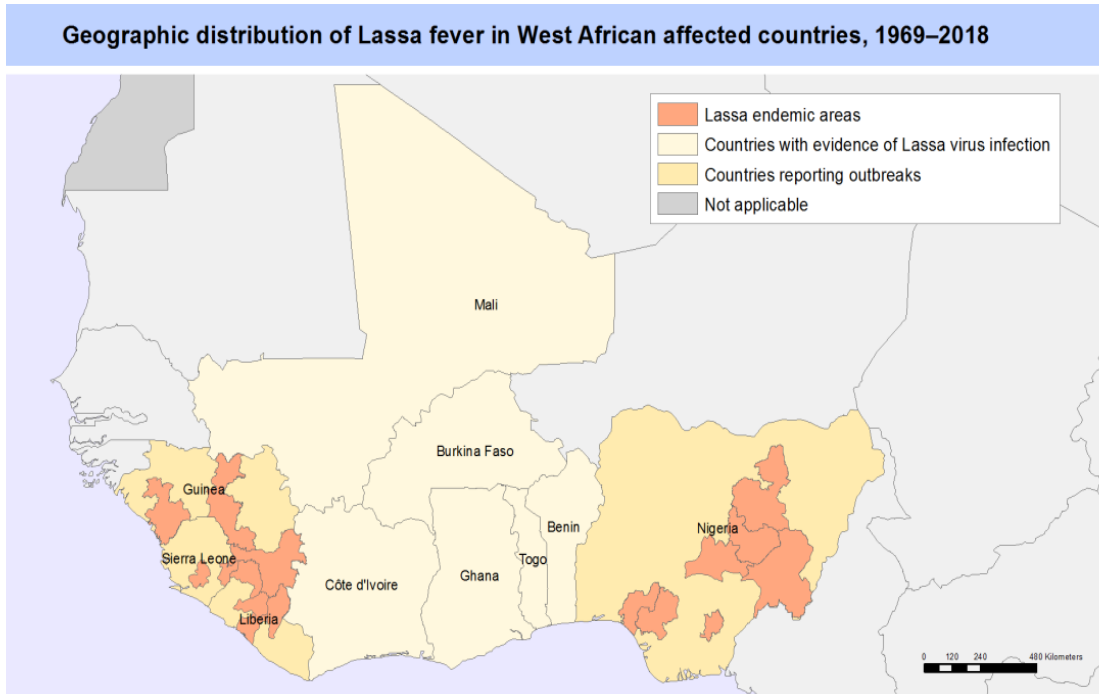 Geographic distribution of Lassa fever in West African affected countries, 1969–2018
Lassa endemic areas
Countries with evidence of Lassa virus infection
Countries reporting outbreaks
Not applicable
Mali
Burkina Faso
Guinea
Benin
Nigeria
Sierra Leone
Togo
Ghana
Côte d'Ivoire
Liberia
0 120 240 480 Kilometers